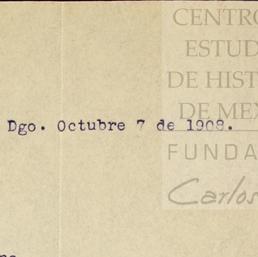 CENTRO
ESTUD
DE HIST
DE MEX
Dgo. Octubre 7 de 1908.
FUNDA
Carlos